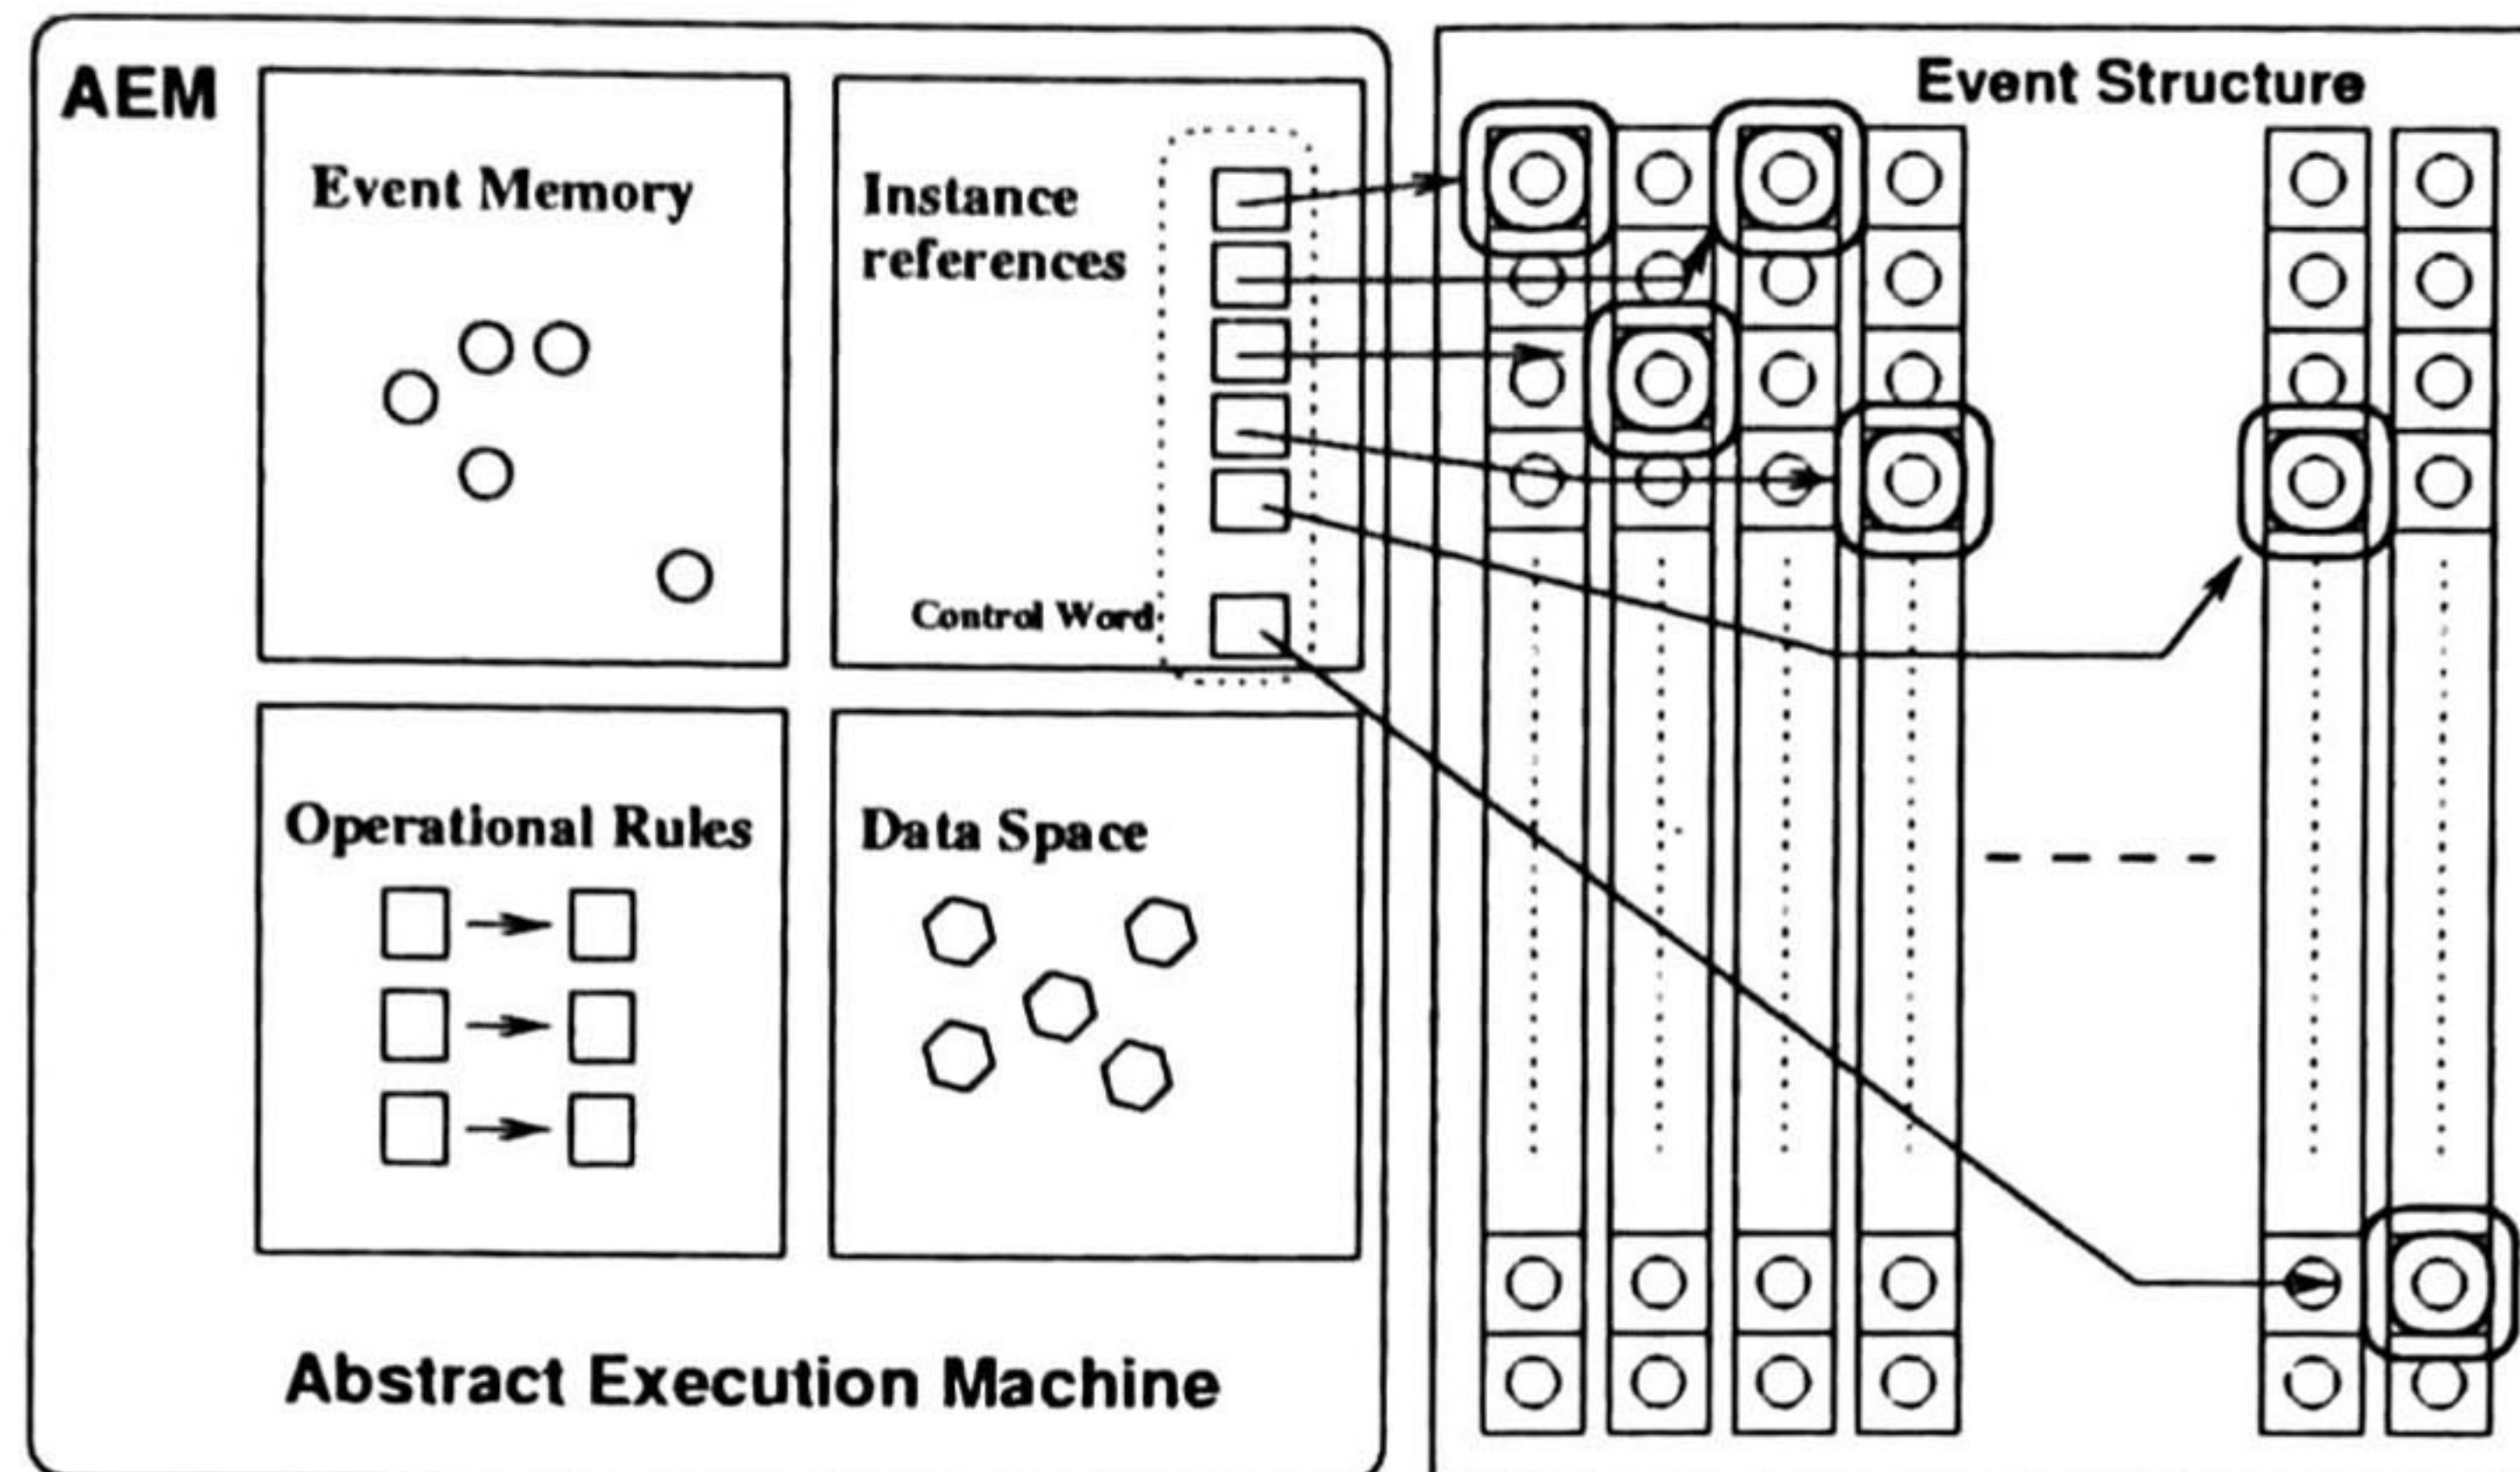 AEM
Event Memory
Instance
references
Control Word
Operational Rules
Data Space
Abstract Execution Machine
Event Structure